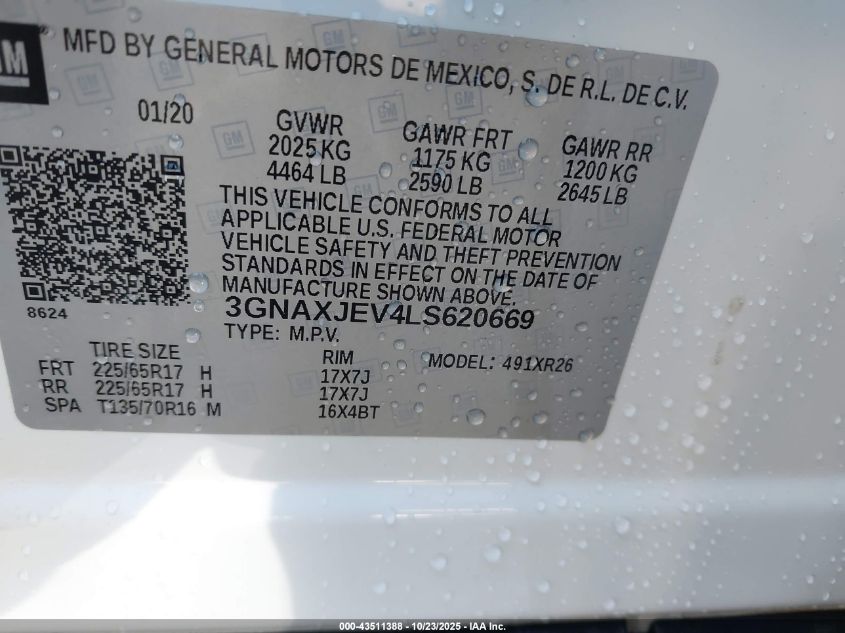 GM
MFD BY GENERAL MOTORS DE MEXICO, S. DE R.L. DE C.V.
01/20
GVWR GAWR FRT GAWR RR
2025 KG 1175 KG 1200 KG
4464 LB 2590 LB 2645 LB
THIS VEHICLE CONFORMS TO ALL
APPLICABLE U.S. FEDERAL MOTOR
VEHICLE SAFETY AND THEFT PREVENTION
STANDARDS IN EFFECT ON THE DATE OF
MANUFACTURE SHOWN ABOVE.
8624
3GNAXJEV4LS620669
TYPE: M.P.V.
TIRE SIZE RIM MODEL: 491XR26
FRT 225/65R17 H 17X7J
RR 225/65R17 H 17X7J
SPA T135/70R16 M 16X4BT
000-43511388 - 10/23/2025 - IAA Inc.